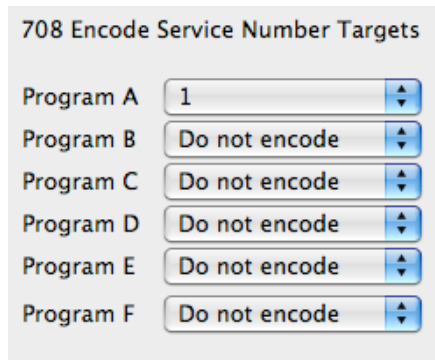 708 Encode Service Number Targets
Program A 1
Program B Do not encode
Program C Do not encode
Program D Do not encode
Program E Do not encode
Program F Do not encode